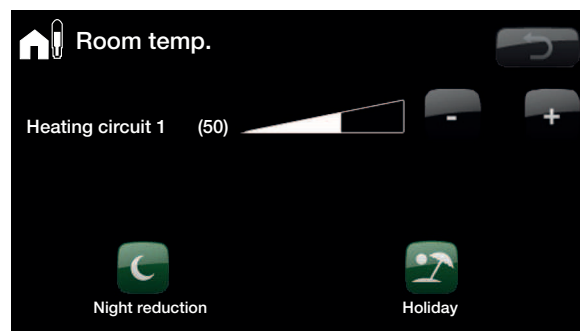 Room temp.
Heating circuit 1 (50) - +
Night reduction Holiday